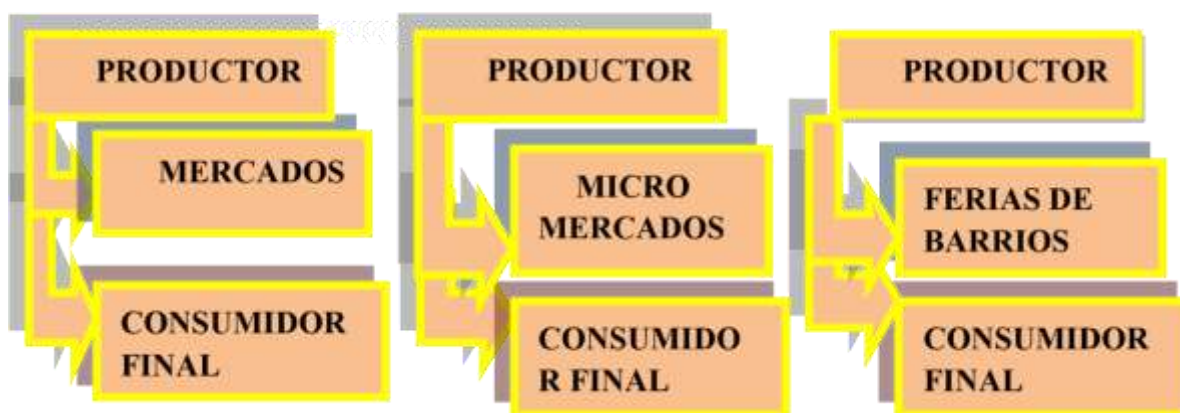 PRODUCTOR
MERCADOS
CONSUMIDOR
FINAL
PRODUCTOR
MICRO
MERCADOS
CONSUMIDO
R FINAL
PRODUCTOR
FERIAS DE
BARRIOS
CONSUMIDOR
FINAL